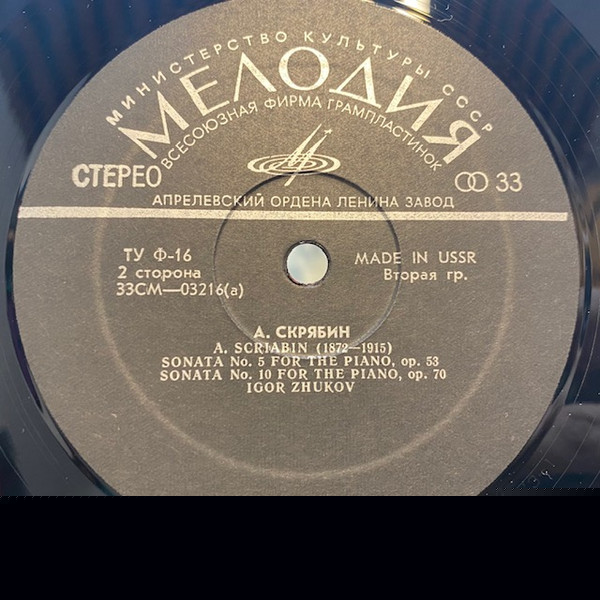 МИНИСТЕРСТВО КУЛЬТУРЫ СССР
МЕЛОДИЯ
ВСЕСОЮЗНАЯ ФИРМА ГРАМПЛАСТИНОК
СТЕРЕО
33
АПРЕЛЕВСКИЙ ОРДЕНА ЛЕНИНА ЗАВОД
ТУ Ф-16
2 сторона
33СМ—03216(а)
MADE IN USSR
Вторая гр.
А. СКРЯБИН
A. SCRIABIN (1872—1915)
SONATA No. 5 FOR THE PIANO, op. 53
SONATA No. 10 FOR THE PIANO, op. 70
IGOR ZHUKOV